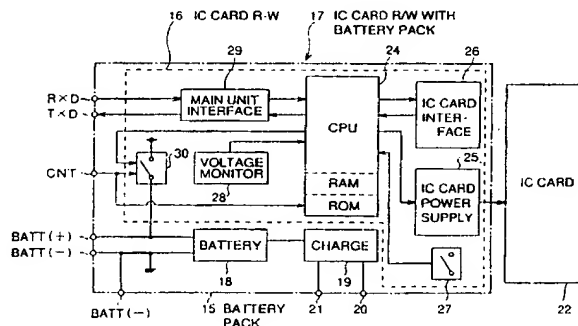 16 IC CARD R-W
17 IC CARD R/W WITH
BATTERY PACK
29
24
26
R×D
T×D
MAIN UNIT
INTERFACE
CPU
IC CARD
INTER-
FACE
30
CNT
VOLTAGE
MONITOR
28
RAM
ROM
25
IC CARD
POWER
SUPPLY
IC CARD
BATT(+)
BATT(-)
BATTERY
18
CHARGE
19
27
BATT(-)
15 BATTERY
PACK
21
20
22